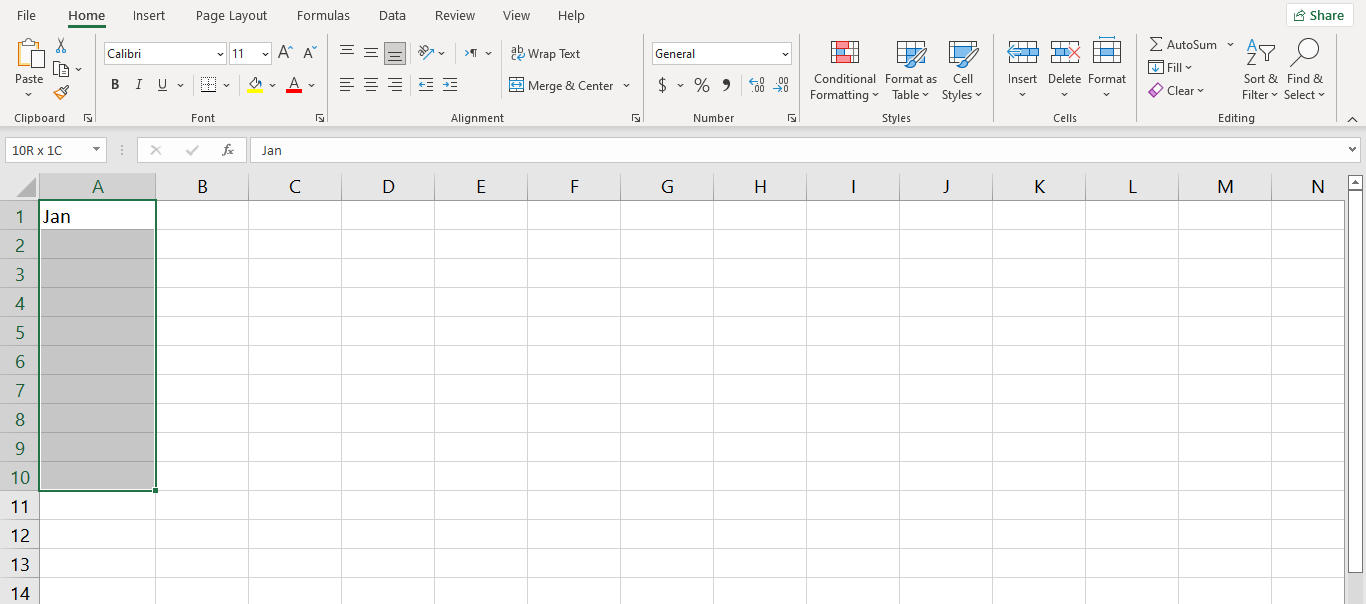 File Home Insert Page Layout Formulas Data Review View Help Share
Calibri 11 A A ab Wrap Text General AutoSum
Paste Conditional Format as Cell Insert Delete Format Fill Sort & Find &
B I U A Merge & Center $ % Formatting Table Styles Clear Filter Select
Clipboard Font Alignment Number Styles Cells Editing
10R x 1C fx Jan
A B C D E F G H I J K L M N
1 Jan
2
3
4
5
6
7
8
9
10
11
12
13
14